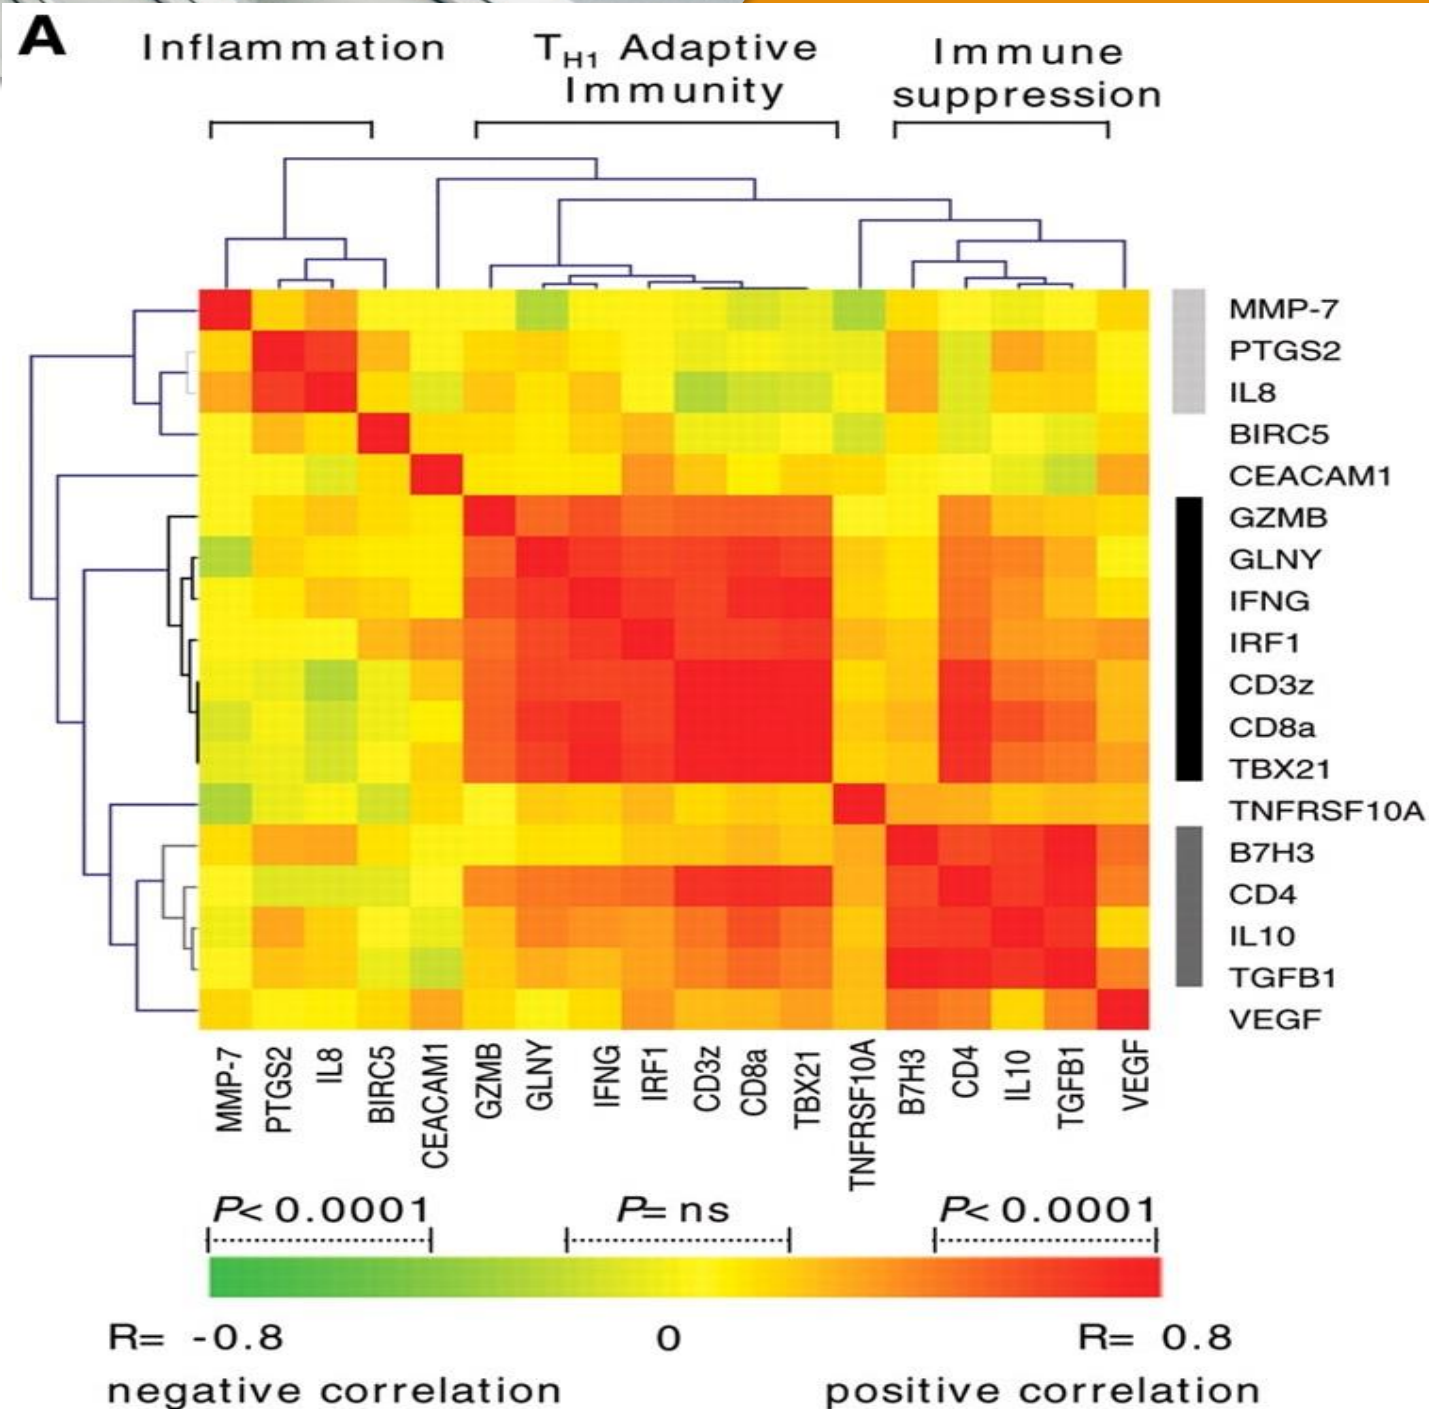 A
Inflammation
TH1 Adaptive
Immunity
Immune
suppression
MMP-7
PTGS2
IL8
BIRC5
CEACAM1
GZMB
GLNY
IFNG
IRF1
CD3z
CD8a
TBX21
TNFRSF10A
B7H3
CD4
IL10
TGFB1
VEGF
MMP-7
PTGS2
IL8
BIRC5
CEACAM1
GZMB
GLNY
IFNG
IRF1
CD3z
CD8a
TBX21
TNFRSF10A
B7H3
CD4
IL10
TGFB1
VEGF
P< 0.0001
P= ns
P< 0.0001
R= -0.8
0
R= 0.8
negative correlation
positive correlation